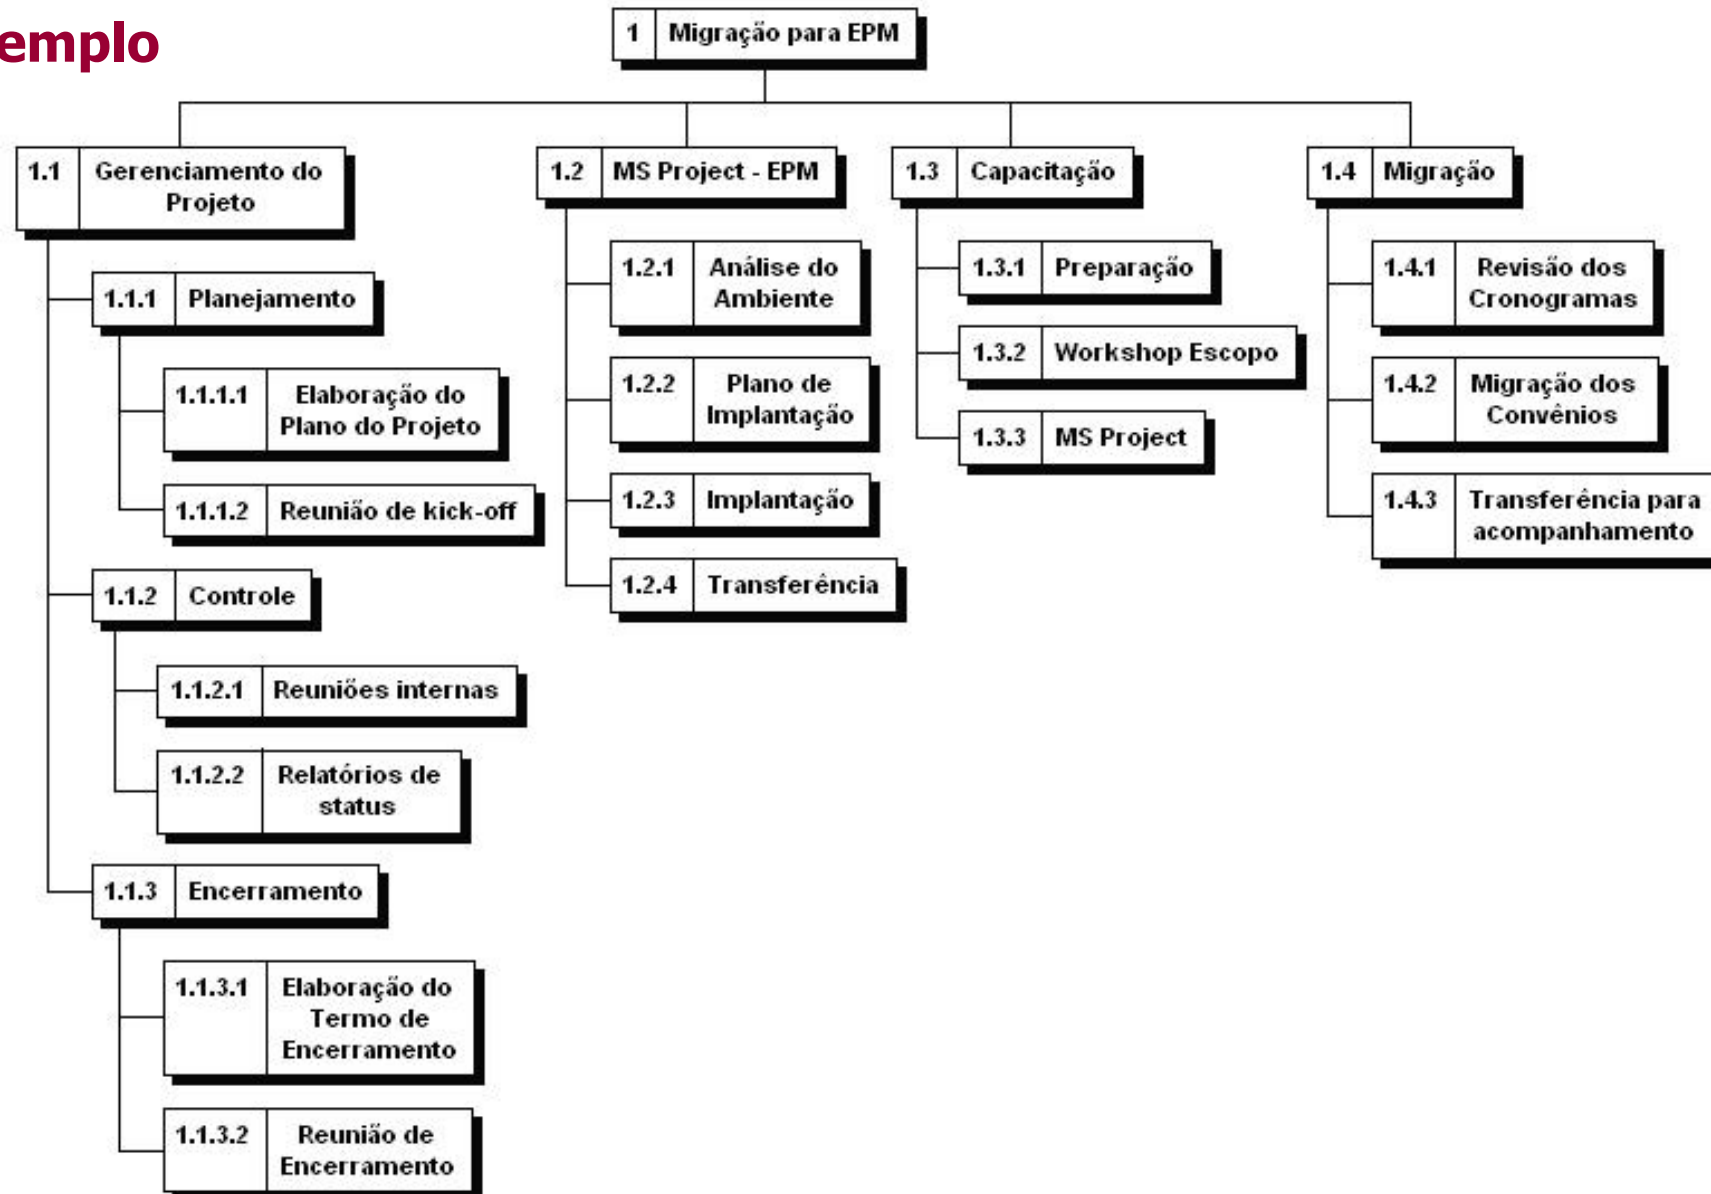 emplo
1 Migração para EPM
1.1 Gerenciamento do
Projeto
1.1.1 Planejamento
1.1.1.1 Elaboração do
Plano do Projeto
1.1.1.2 Reunião de kick-off
1.1.2 Controle
1.1.2.1 Reuniões internas
1.1.2.2 Relatórios de
status
1.1.3 Encerramento
1.1.3.1 Elaboração do
Termo de
Encerramento
1.1.3.2 Reunião de
Encerramento
1.2 MS Project - EPM
1.2.1 Análise do
Ambiente
1.2.2 Plano de
Implantação
1.2.3 Implantação
1.2.4 Transferência
1.3 Capacitação
1.3.1 Preparação
1.3.2 Workshop Escopo
1.3.3 MS Project
1.4 Migração
1.4.1 Revisão dos
Cronogramas
1.4.2 Migração dos
Convênios
1.4.3 Transferência para
acompanhamento